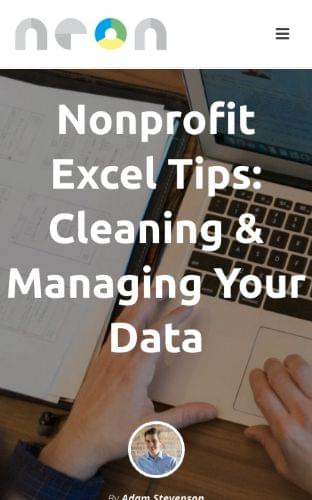 neon
Nonprofit
Excel Tips:
Cleaning &
Managing Your
Data
By Adam Stevenson